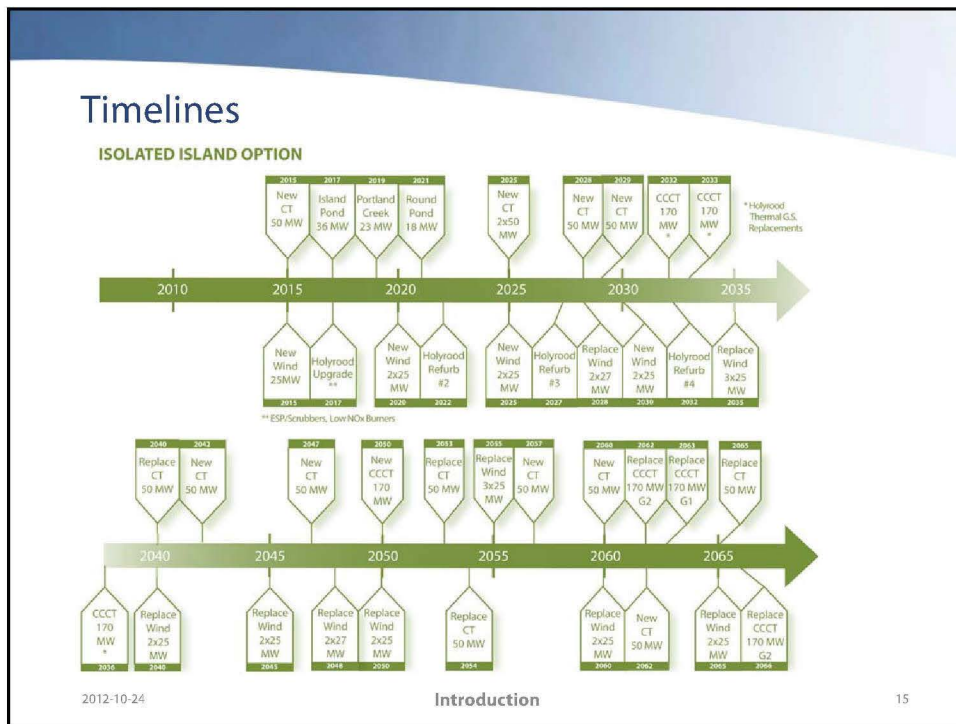 Timelines
ISOLATED ISLAND OPTION
2015
New
CT
50 MW
2017
Island
Pond
36 MW
2019
Portland
Creek
23 MW
2021
Round
Pond
18 MW
2025
New
CT
2x50
MW
2028
New
CT
50 MW
2029
New
CT
50 MW
2032
CCCT
170
MW
*
2033
CCCT
170
MW
*
* Holyrood
Thermal G.S.
Replacements
2010 2015 2020 2025 2030 2035
New
Wind
25MW
2015
Holyrood
Upgrade
**
2017
New
Wind
2x25
MW
2020
Holyrood
Refurb
#2
2022
New
Wind
2x25
MW
2025
Holyrood
Refurb
#3
2027
Replace
Wind
2x27
MW
2028
New
Wind
2x25
MW
2030
Holyrood
Refurb
#4
2032
Replace
Wind
3x25
MW
2035
** ESP/Scrubbers, Low NOx Burners
2040
Replace
CT
50 MW
2042
New
CT
50 MW
2047
New
CT
50 MW
2050
New
CCCT
170
MW
2053
Replace
CT
50 MW
2055
Replace
Wind
3x25
MW
2057
New
CT
50 MW
2060
New
CT
50 MW
2062
Replace
CCCT
170 MW
G2
2063
Replace
CCCT
170 MW
G1
2065
Replace
CT
50 MW
2040 2045 2050 2055 2060 2065
CCCT
170
MW
*
2036
Replace
Wind
2x25
MW
2040
Replace
Wind
2x25
MW
2045
Replace
Wind
2x27
MW
2048
Replace
Wind
2x25
MW
2050
Replace
CT
50 MW
2054
Replace
Wind
2x25
MW
2060
New
CT
50 MW
2062
Replace
Wind
2x25
MW
2065
Replace
CCCT
170 MW
G2
2066
2012-10-24
Introduction
15